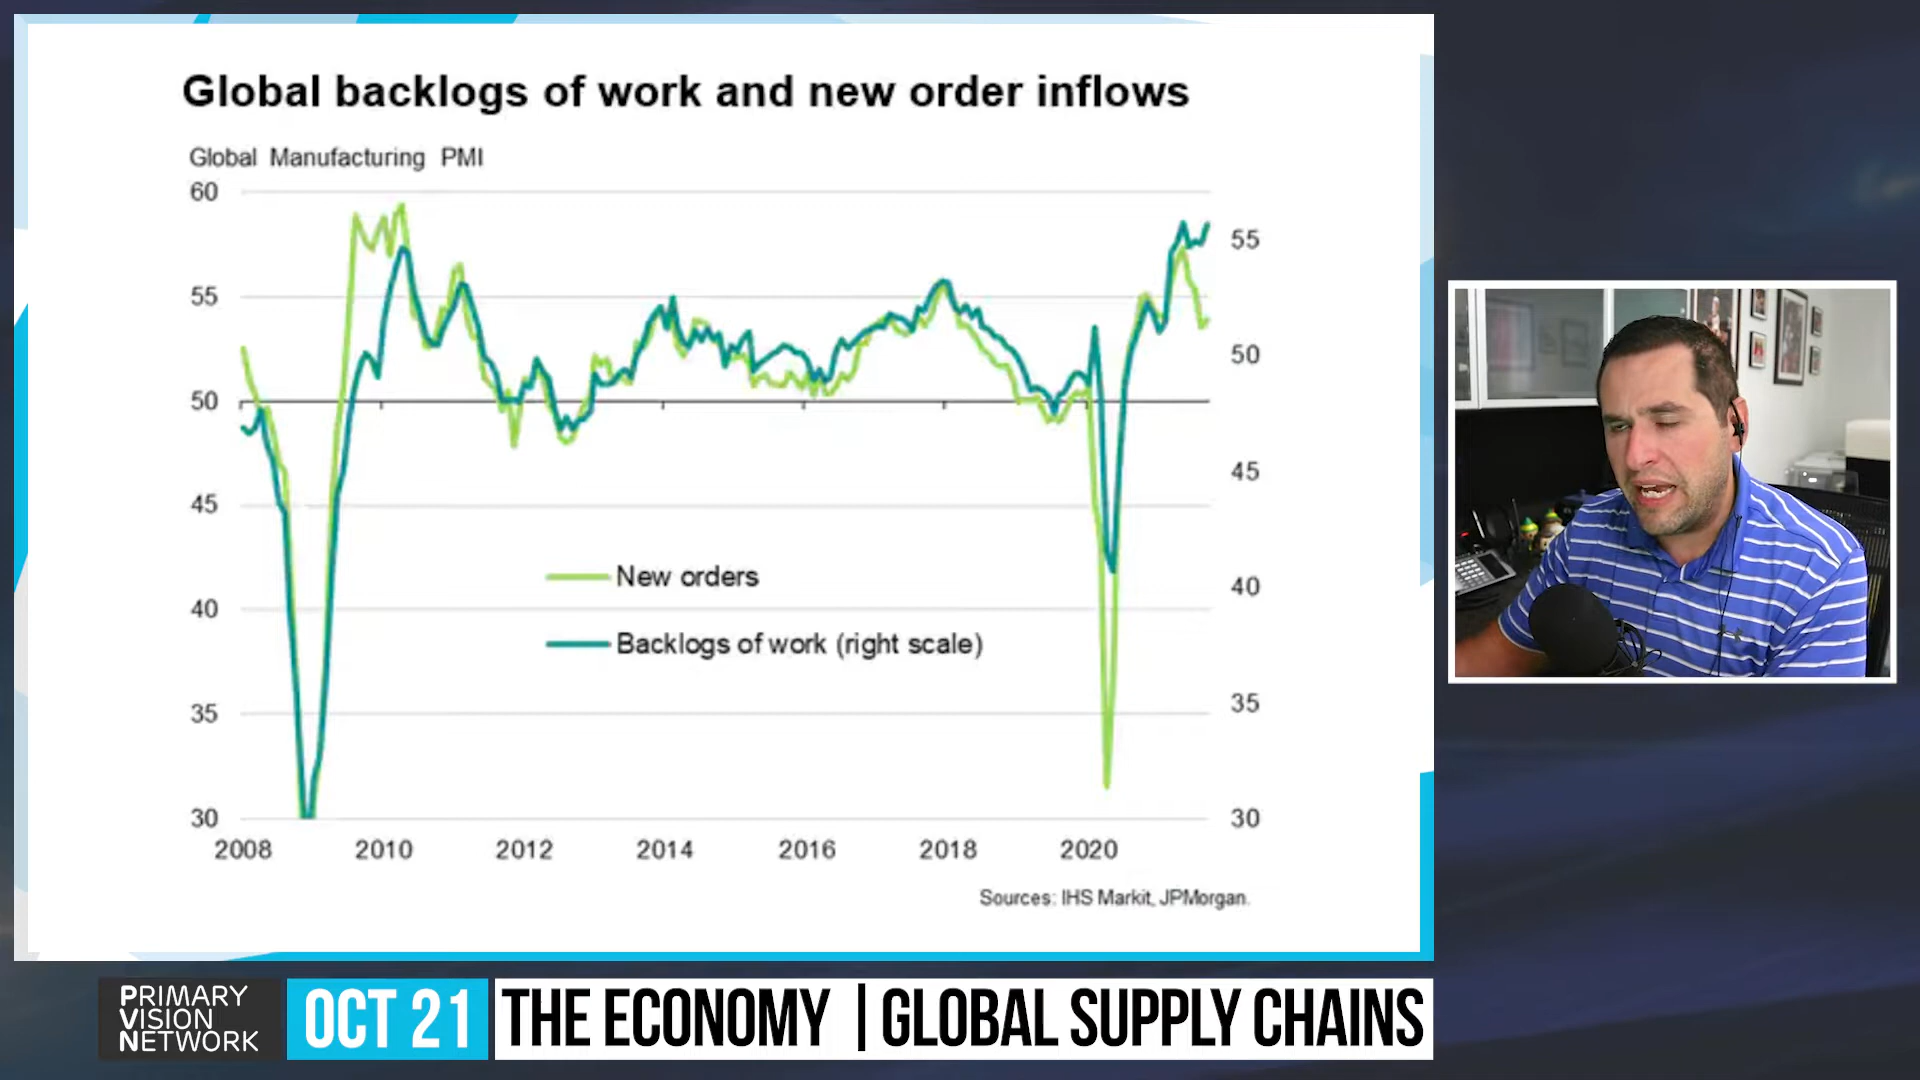 Global backlogs of work and new order inflows
Global Manufacturing PMI
60
55
50
45
40
35
30
55
50
45
40
35
30
New orders
Backlogs of work (right scale)
2008 2010 2012 2014 2016 2018 2020
Sources: IHS Markit, JPMorgan.
PRIMARY
VISION
NETWORK
OCT 21
THE ECONOMY | GLOBAL SUPPLY CHAINS